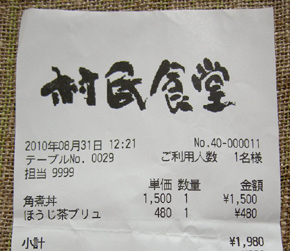 村民食堂
2010年08月31日 12:21 No.40-000011
テーブルNo. 0029 ご利用人数 1名様
担当 9999
単価 数量 金額
角煮丼 1,500 1 ¥1,500
ほうじ茶ブリュ 480 1 ¥480
小計 ¥1,980